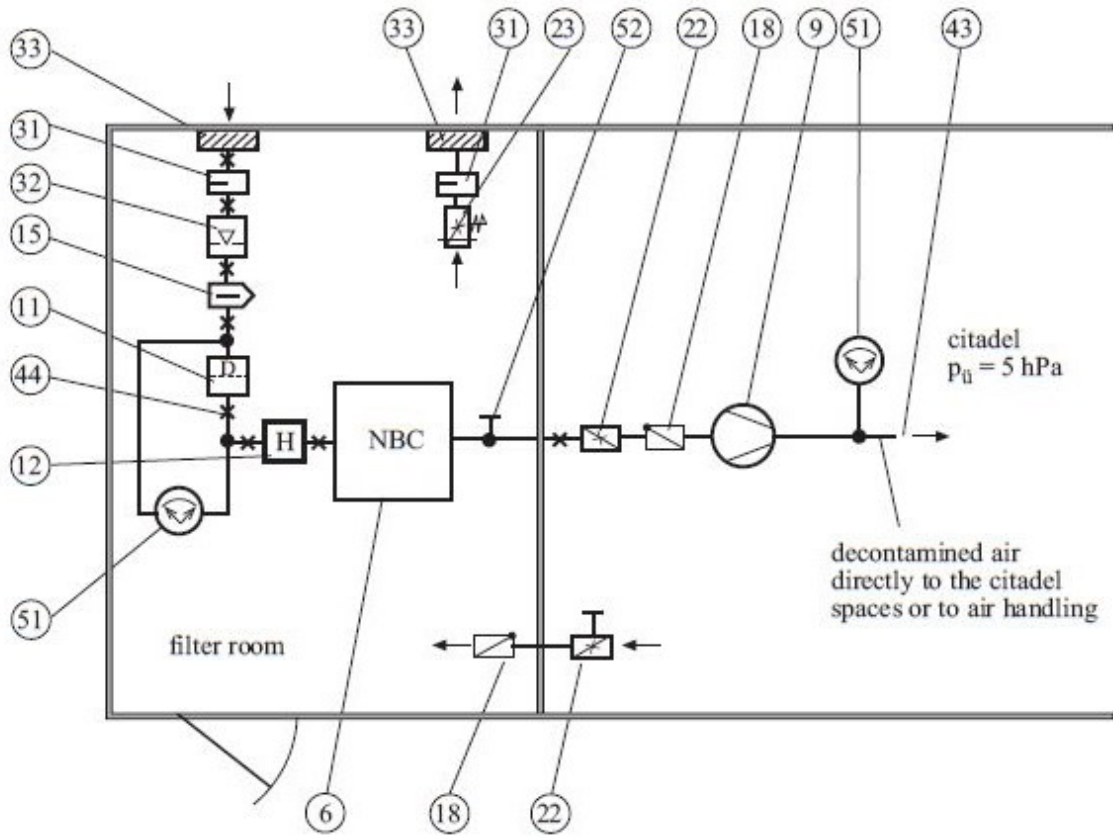 33
31
23
52
22
18
9
51
43
33
31
32
15
11
44
12
51
D
H
NBC
citadel
pü = 5 hPa
decontamined air
directly to the citadel
spaces or to air handling
filter room
6
18
22